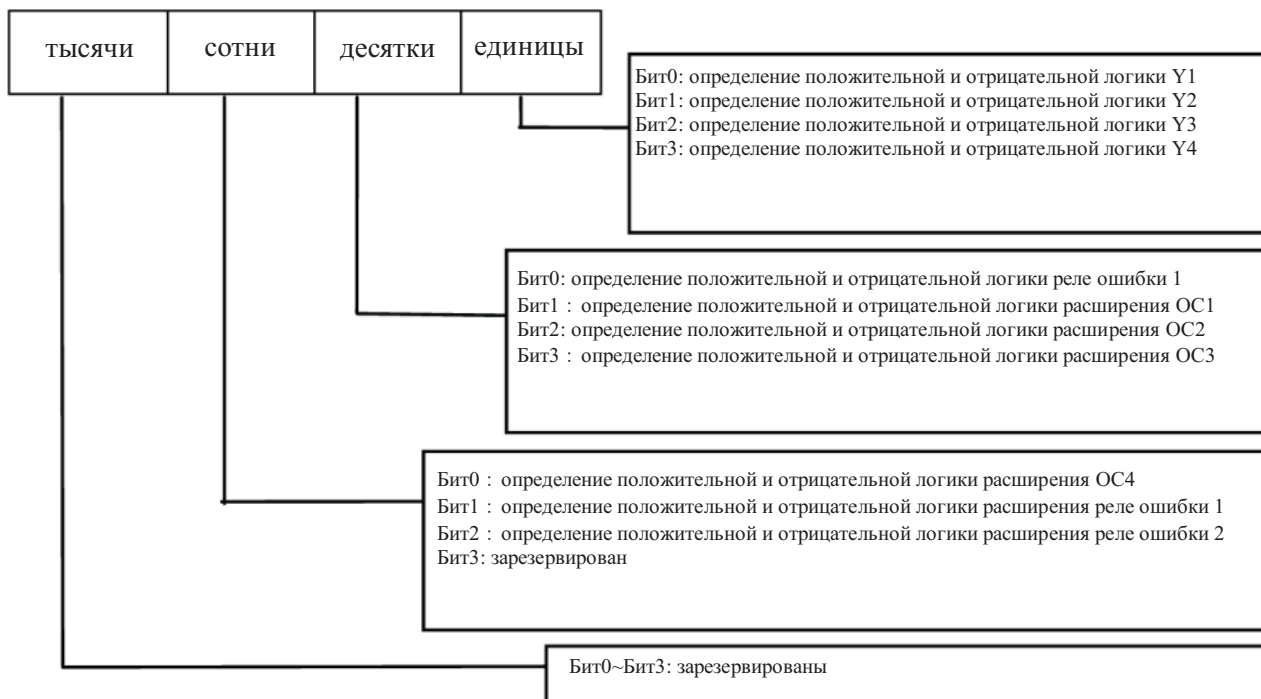 тысячи сотни десятки единицы
Бит0: определение положительной и отрицательной логики Y1
Бит1: определение положительной и отрицательной логики Y2
Бит2: определение положительной и отрицательной логики Y3
Бит3: определение положительной и отрицательной логики Y4
Бит0: определение положительной и отрицательной логики реле ошибки 1
Бит1 : определение положительной и отрицательной логики расширения ОС1
Бит2: определение положительной и отрицательной логики расширения ОС2
Бит3 : определение положительной и отрицательной логики расширения ОС3
Бит0 : определение положительной и отрицательной логики расширения ОС4
Бит1 : определение положительной и отрицательной логики расширения реле ошибки 1
Бит2 : определение положительной и отрицательной логики расширения реле ошибки 2
Бит3: зарезервирован
Бит0~Бит3: зарезервированы